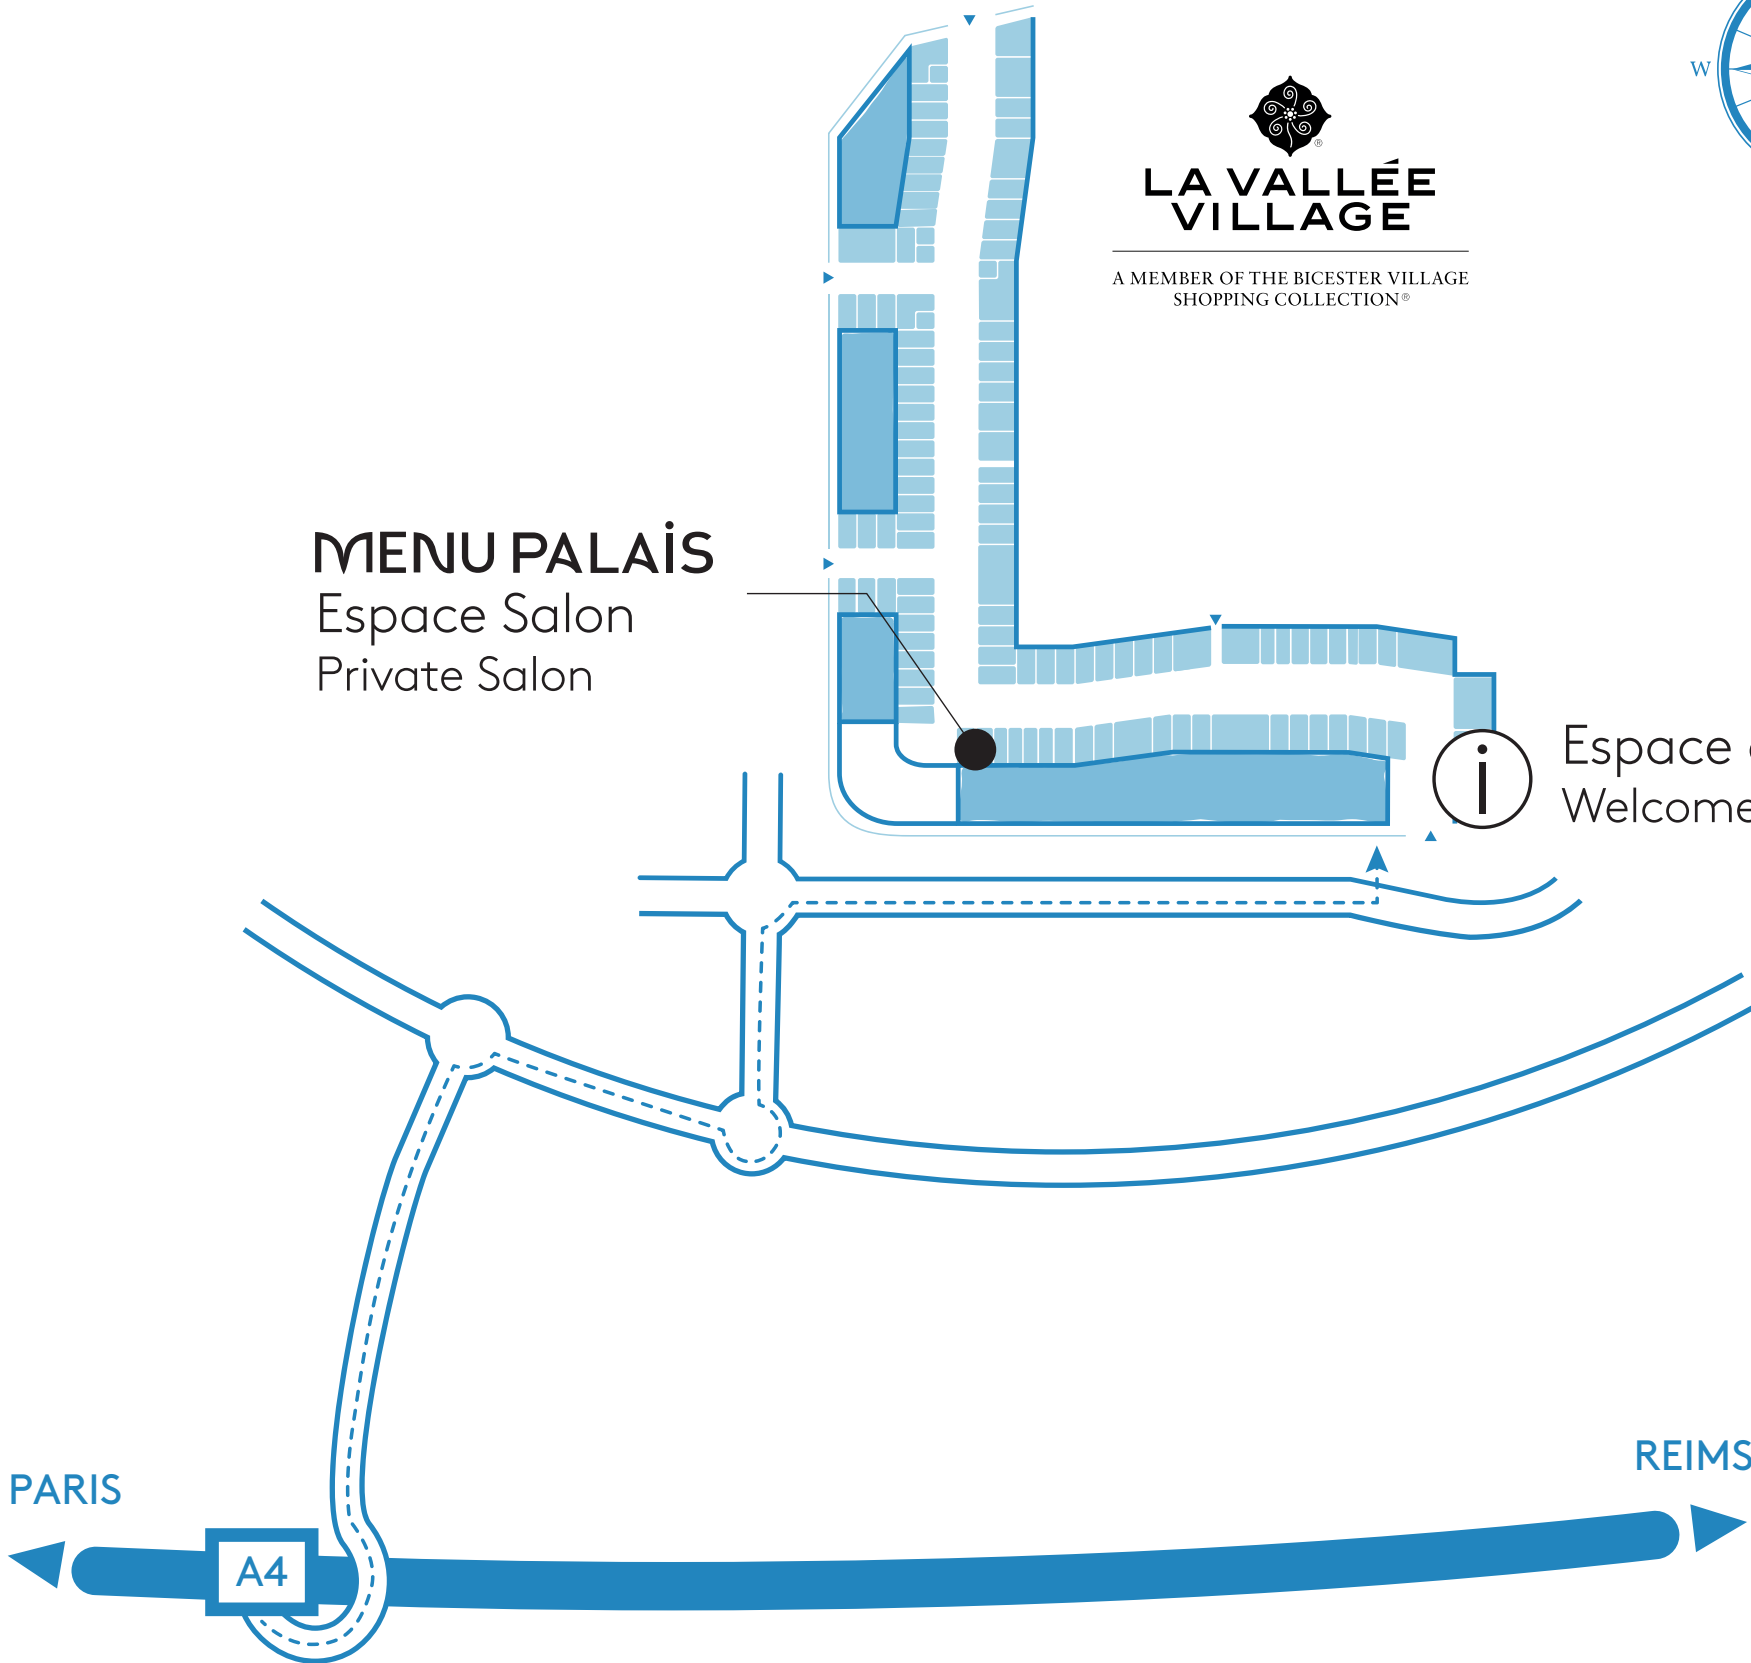 W
®
LA VALLÉE
VILLAGE
A MEMBER OF THE BICESTER VILLAGE
SHOPPING COLLECTION®
MENU PALAIS
Espace Salon
Private Salon
i
Espace
Welcome
REIMS
PARIS
A4